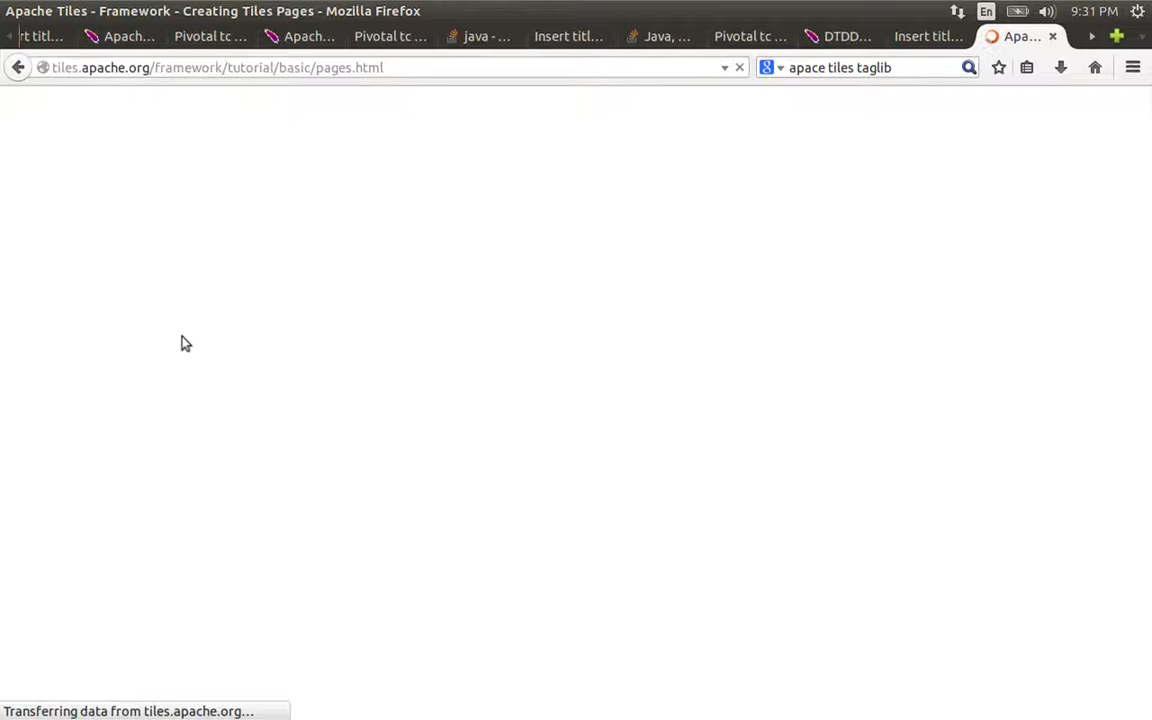 Apache Tiles - Framework - Creating Tiles Pages - Mozilla Firefox
En
9:31 PM
rt titl...
Apach...
Pivotal tc ...
Apach...
Pivotal tc ...
java - ...
Insert titl...
Java, ...
Pivotal tc ...
DTDD...
Insert titl...
Apa...
tiles.apache.org/framework/tutorial/basic/pages.html
8
apace tiles taglib
Transferring data from tiles.apache.org...